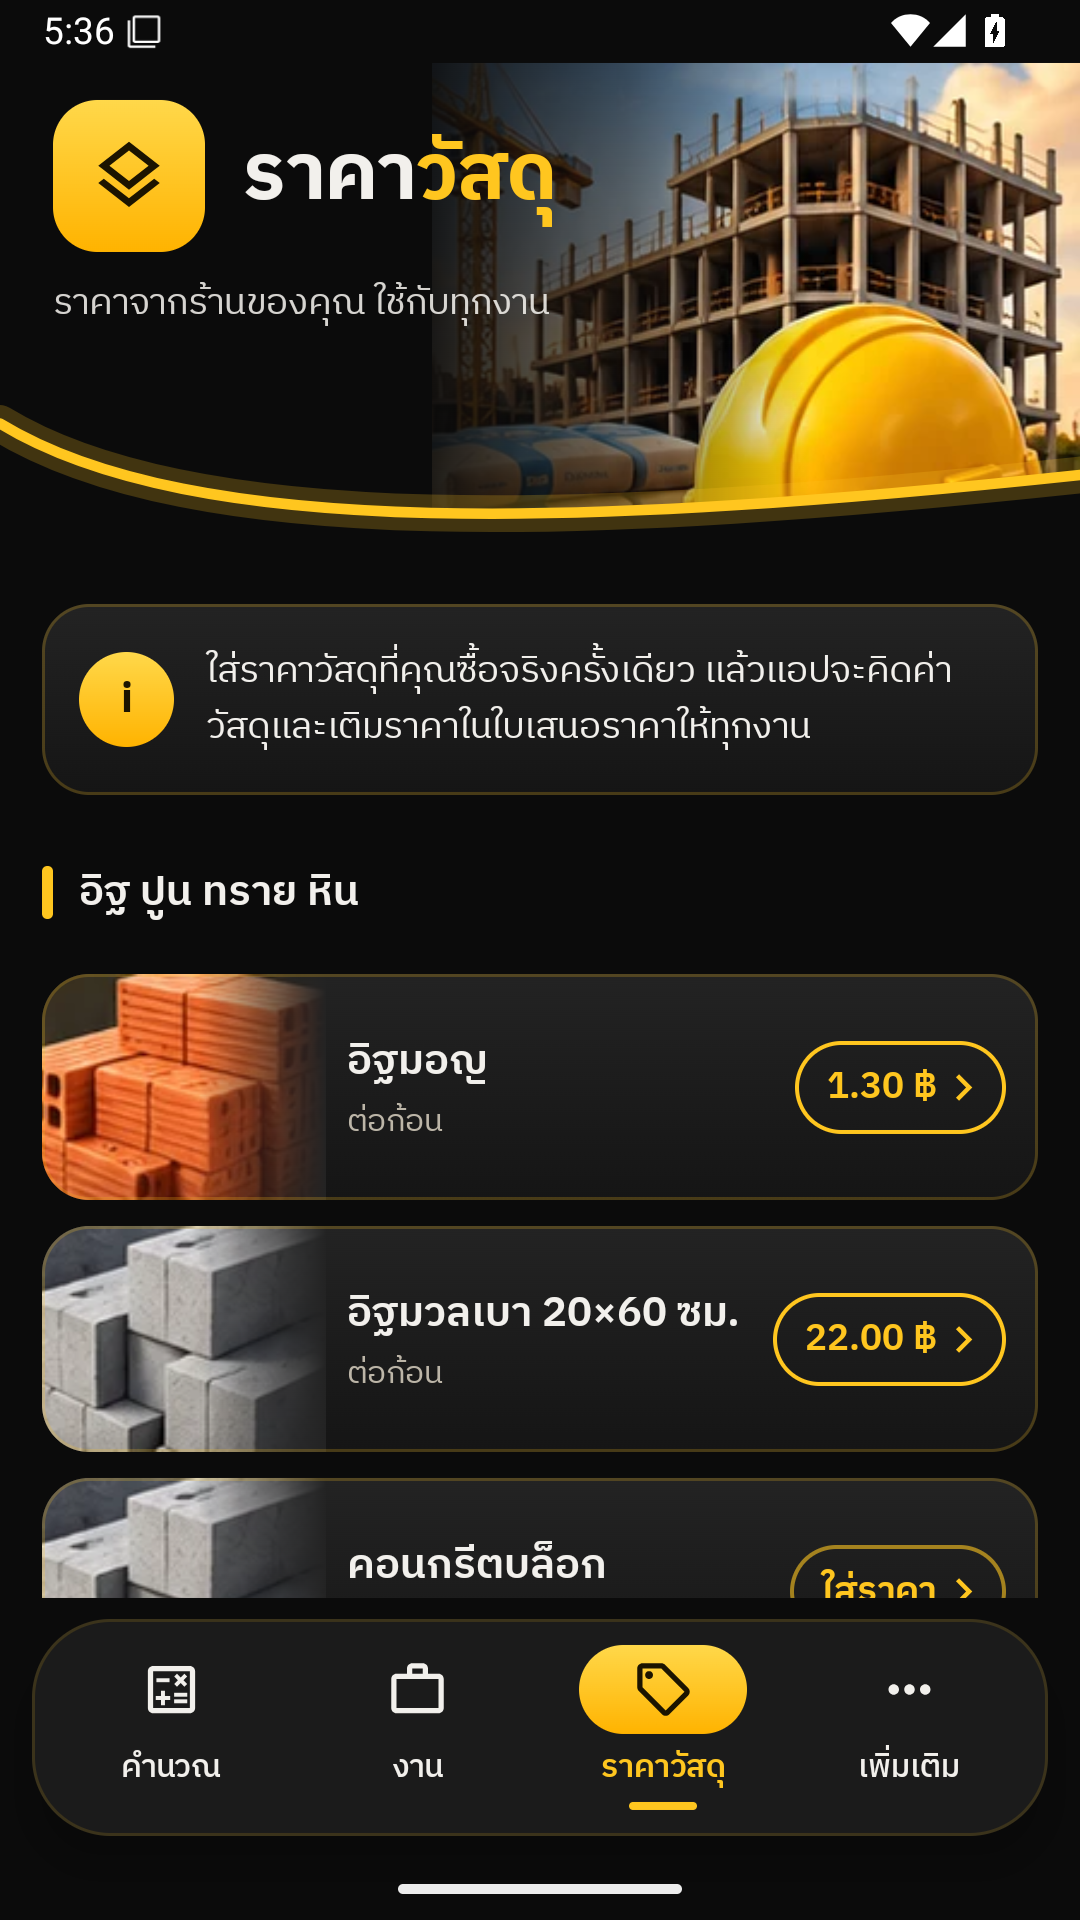 5:36
ราคาวัสดุ
ราคาจากร้านของคุณ ใช้กับทุกงาน
i
ใส่ราคาวัสดุที่คุณซื้อจริงครั้งเดียว แล้วแอปจะคิดค่า
วัสดุและเติมราคาในใบเสนอราคาให้ทุกงาน
อิฐ ปูน ทราย หิน
อิฐมอญ
ต่อก้อน
1.30 ฿
อิฐมวลเบา 20×60 ซม.
ต่อก้อน
22.00 ฿
คอนกรีตบล็อก
ใส่ราคา
คำนวณ
งาน
ราคาวัสดุ
เพิ่มเติม